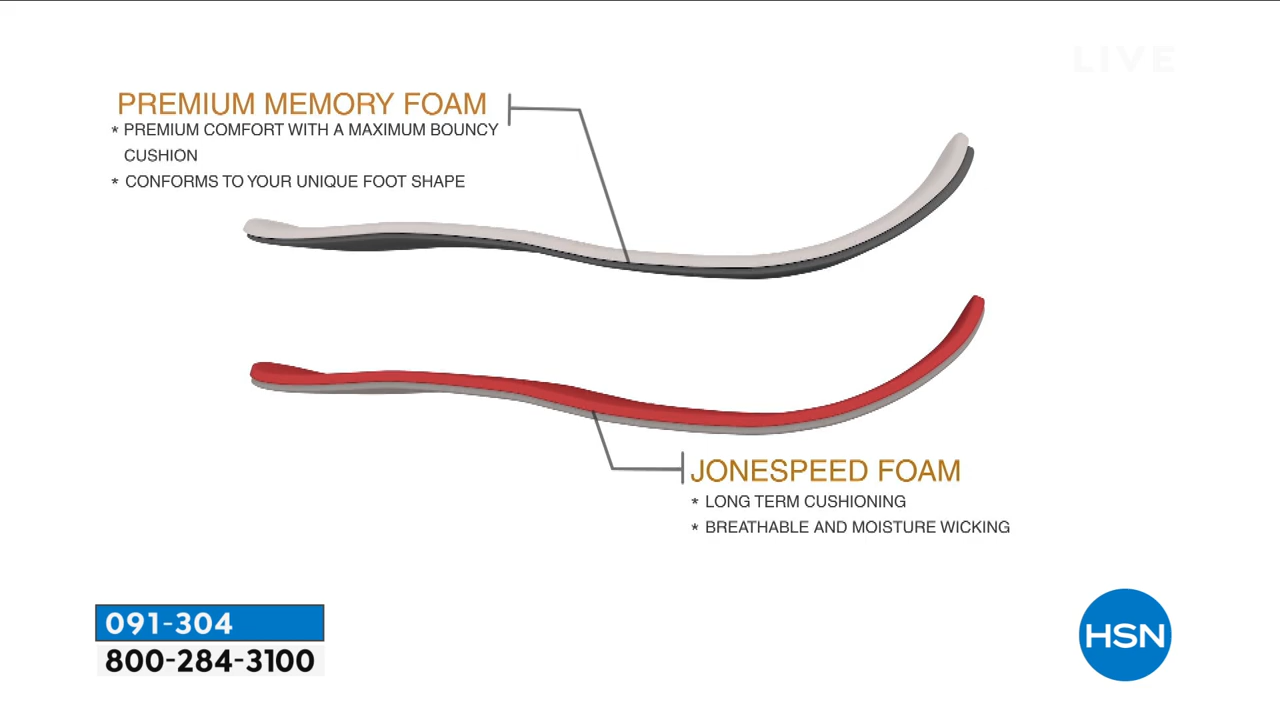 LIVE
PREMIUM MEMORY FOAM
* PREMIUM COMFORT WITH A MAXIMUM BOUNCY
CUSHION
* CONFORMS TO YOUR UNIQUE FOOT SHAPE
JONESPEED FOAM
* LONG TERM CUSHIONING
* BREATHABLE AND MOISTURE WICKING
091-304
800-284-3100
HSN